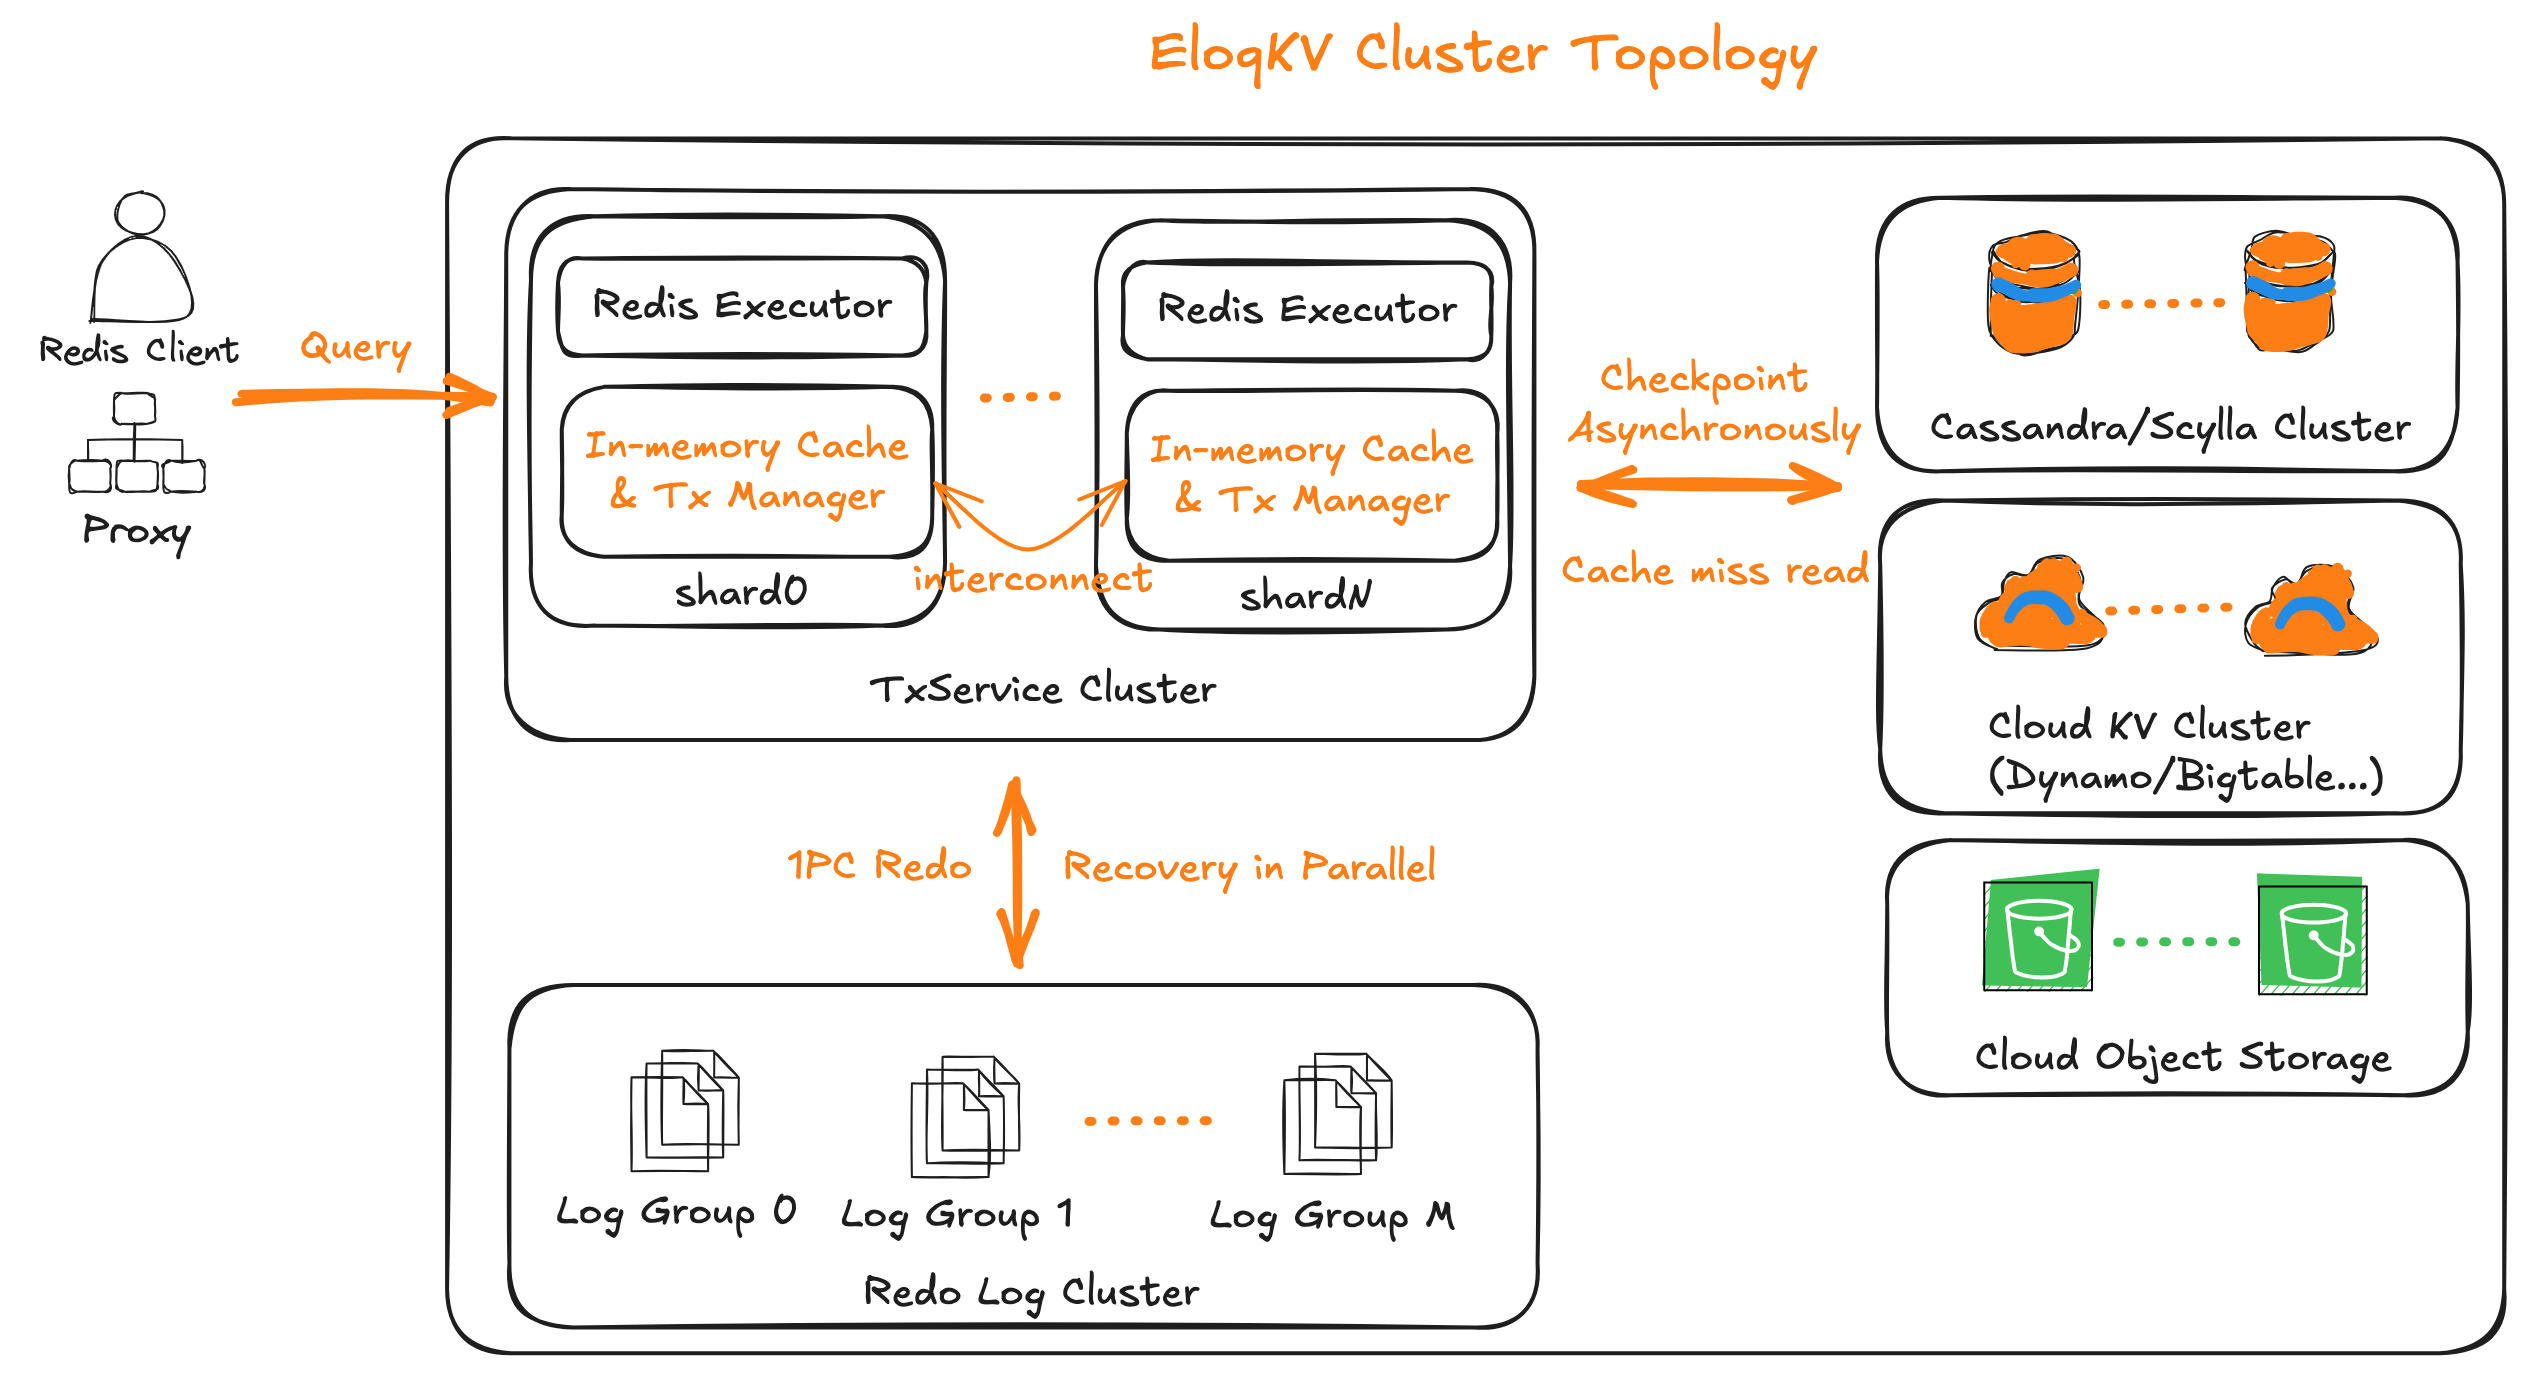 EloqKV Cluster Topology
Redis Client
Proxy
Query
Redis Executor
In-memory Cache
& Tx Manager
shard0
interconnect
Redis Executor
In-memory Cache
& Tx Manager
shardN
TxService Cluster
Checkpoint
Asynchronously
Cache miss read
Cassandra/Scylla Cluster
Cloud KV Cluster
(Dynamo/Bigtable...)
Cloud Object Storage
1PC Redo
Recovery in Parallel
Log Group 0
Log Group 1
Log Group M
Redo Log Cluster